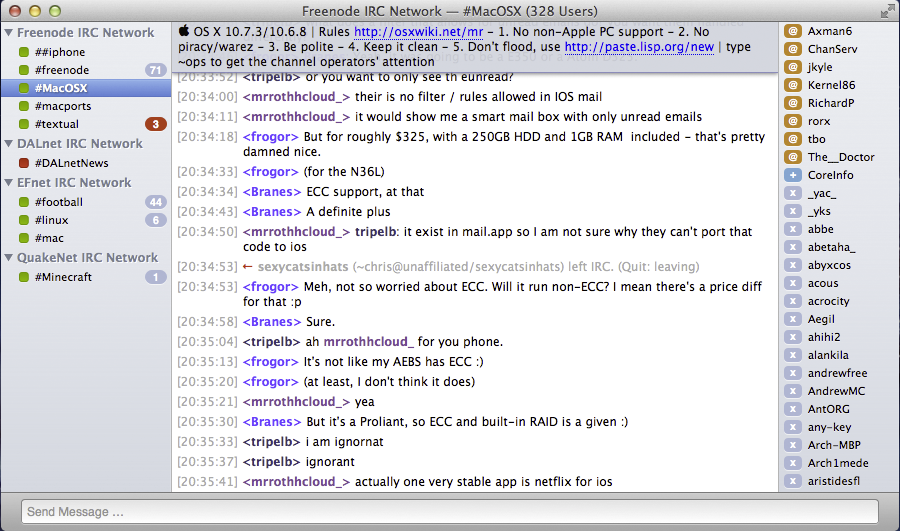 Freenode IRC Network — #MacOSX (328 Users)
Freenode IRC Network
##iphone
#freenode 71
#MacOSX
#macports
#textual 3
DALnet IRC Network
#DALnetNews
EFnet IRC Network
#football 44
#linux 6
#mac
QuakeNet IRC Network
#Minecraft 1
OS X 10.7.3/10.6.8 | Rules http://osxwiki.net/mr – 1. No non-Apple PC support – 2. No
piracy/warez – 3. Be polite – 4. Keep it clean – 5. Don't flood, use http://paste.lisp.org/new | type
~ops to get the channel operators' attention
[20:33:52] <tripelb> or you want to only see th eunread?
[20:34:00] <mrrothhcloud_> their is no filter / rules allowed in IOS mail
[20:34:11] <mrrothhcloud_> it would show me a smart mail box with only unread emails
[20:34:18] <frogor> But for roughly $325, with a 250GB HDD and 1GB RAM included – that's pretty
damned nice.
[20:34:33] <frogor> (for the N36L)
[20:34:34] <Branes> ECC support, at that
[20:34:43] <Branes> A definite plus
[20:34:50] <mrrothhcloud_> tripelb: it exist in mail.app so I am not sure why they can't port that
code to ios
[20:34:53] ← sexycatsinhats (~chris@unaffiliated/sexycatsinhats) left IRC. (Quit: leaving)
[20:34:53] <frogor> Meh, not so worried about ECC. Will it run non-ECC? I mean there's a price diff
for that :p
[20:34:58] <Branes> Sure.
[20:35:04] <tripelb> ah mrrothhcloud_ for you phone.
[20:35:13] <frogor> It's not like my AEBS has ECC :)
[20:35:20] <frogor> (at least, I don't think it does)
[20:35:21] <mrrothhcloud_> yea
[20:35:30] <Branes> But it's a Proliant, so ECC and built-in RAID is a given :)
[20:35:33] <tripelb> i am ignornat
[20:35:37] <tripelb> ignorant
[20:35:41] <mrrothhcloud_> actually one very stable app is netflix for ios
@ Axman6
@ ChanServ
@ jkyle
@ Kernel86
@ RichardP
@ rorx
@ tbo
@ The__Doctor
+ CoreInfo
x _yac_
x _yks
x abbe
x abetaha_
x abyxcos
x acous
x acrocity
x Aegil
x ahihi2
x alankila
x andrewfree
x AndrewMC
x AntORG
x any-key
x Arch-MBP
x Arch1mede
x aristidesfl
Send Message ...